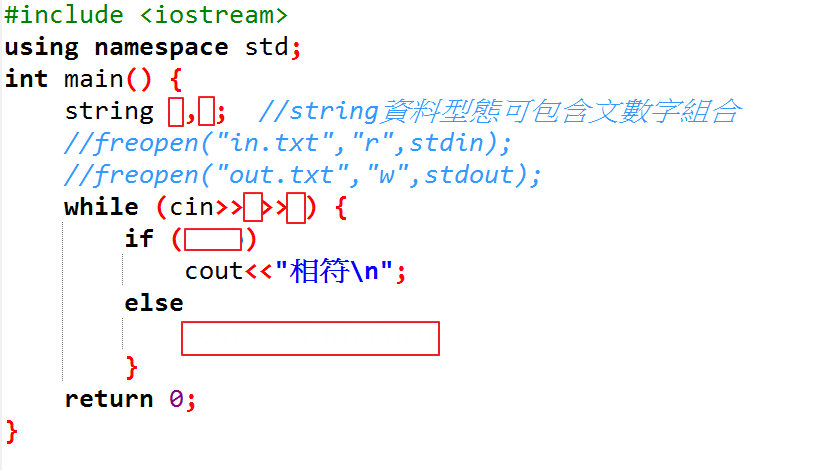 #include <iostream>
using namespace std;
int main() {
string , ; //string資料型態可包含文數字組合
//freopen("in.txt","r",stdin);
//freopen("out.txt","w",stdout);
while (cin>> >> ) {
if ( )
cout<<"相符\n";
else
}
return 0;
}